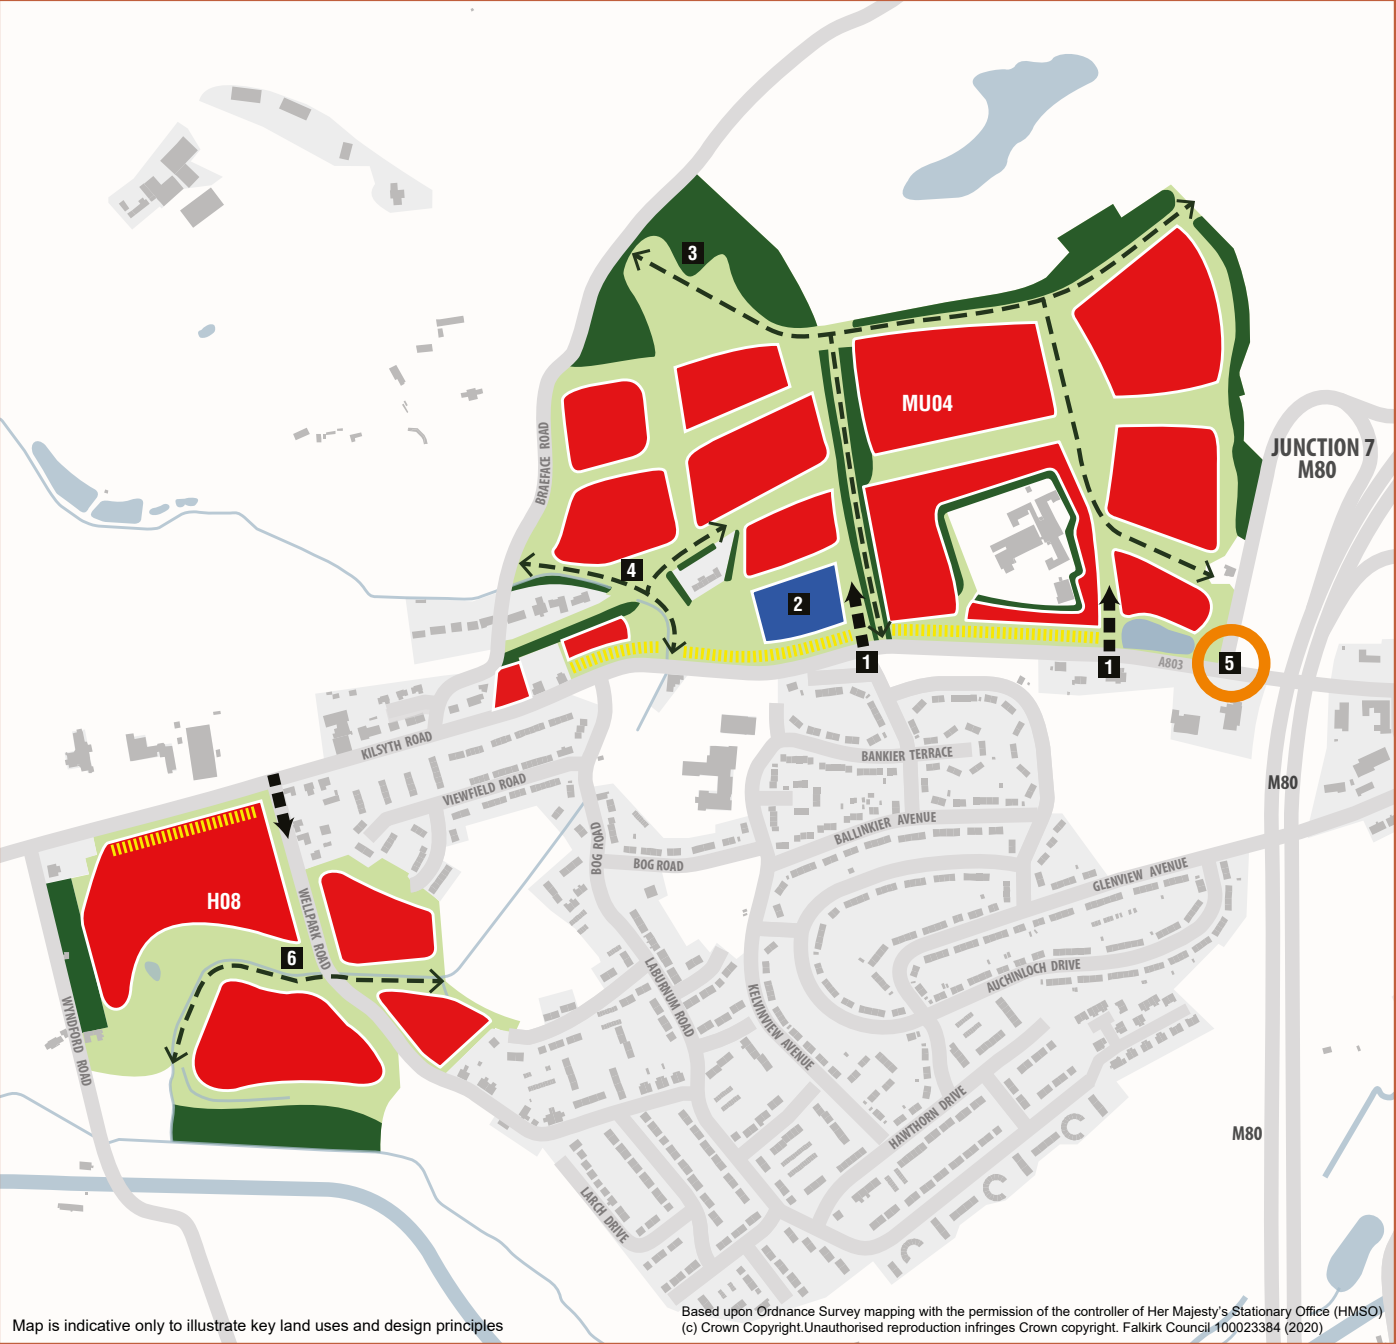 3
MU04
BRAEFACE ROAD
JUNCTION 7
M80
4
2
1
1
A803
5
KILSYTH ROAD
VIEWFIELD ROAD
BANKIER TERRACE
M80
BALLINKIER AVENUE
BOG ROAD
BOG ROAD
GLENVIEW AVENUE
H08
WELLPARK ROAD
6
LABURNUM ROAD
KELVINVIEW AVENUE
AUCHINLOCH DRIVE
WYNDFORD ROAD
HAWTHORN DRIVE
M80
LARCH DRIVE
Map is indicative only to illustrate key land uses and design principles
Based upon Ordnance Survey mapping with the permission of the controller of Her Majesty's Stationary Office (HMSO)
(c) Crown Copyright.Unauthorised reproduction infringes Crown copyright. Falkirk Council 100023384 (2020)